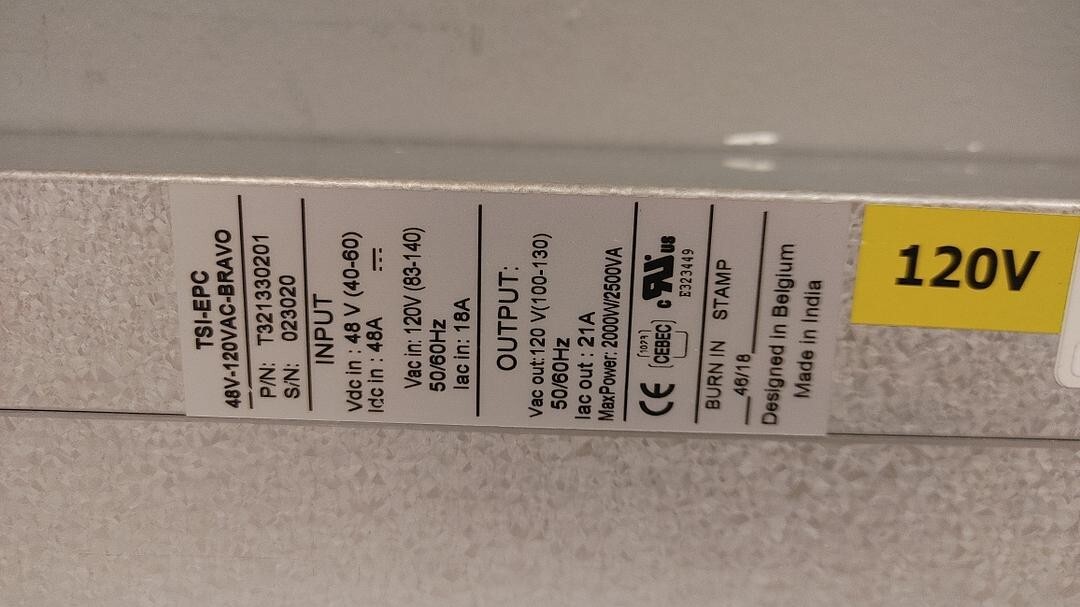 TSI-EPC
48V-120VAC-BRAVO
P/N: T321330201
S/N: 023020
INPUT
Vdc in : 48 V (40-60)
Idc in : 48A
Vac in: 120V (83-140)
50/60Hz
Iac in: 18A
OUTPUT:
Vac out:120 V(100-130)
50/60Hz
Iac out : 21A
MaxPower: 2000W/2500VA
CE
1023
CEBEC
c RU us
E323449
BURN IN STAMP
46/18
Designed in Belgium
Made in India
120V